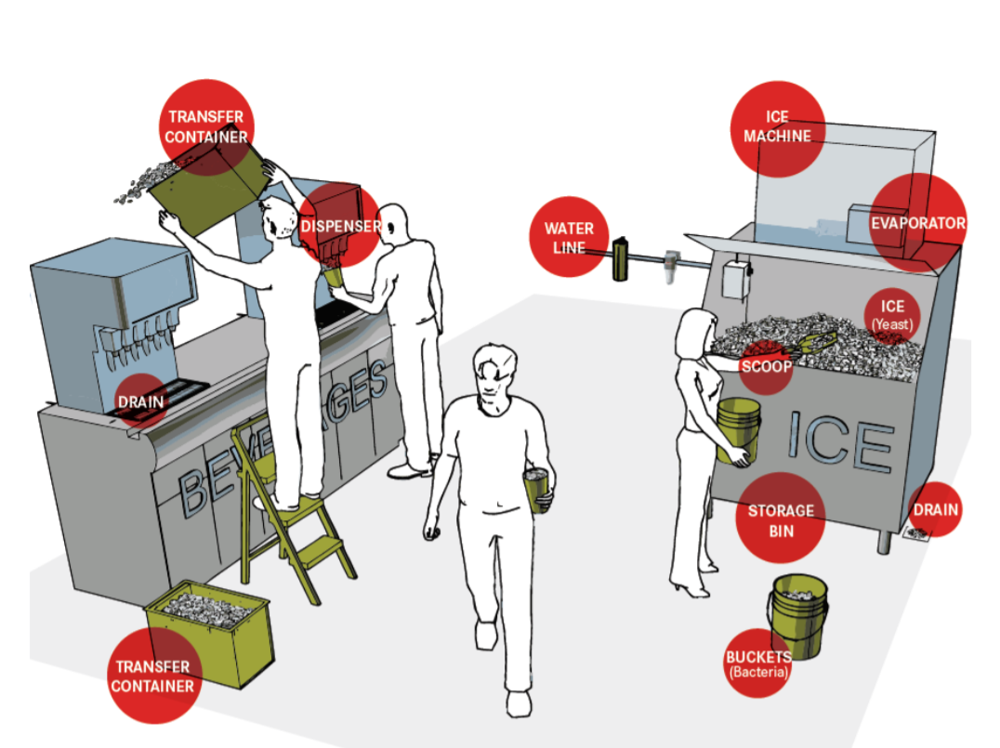 TRANSFER
CONTAINER
ICE
MACHINE
DISPENSER
WATER
LINE
EVAPORATOR
ICE
(Yeast)
SCOOP
DRAIN
BEVERAGES
ICE
STORAGE
BIN
DRAIN
TRANSFER
CONTAINER
BUCKETS
(Bacteria)